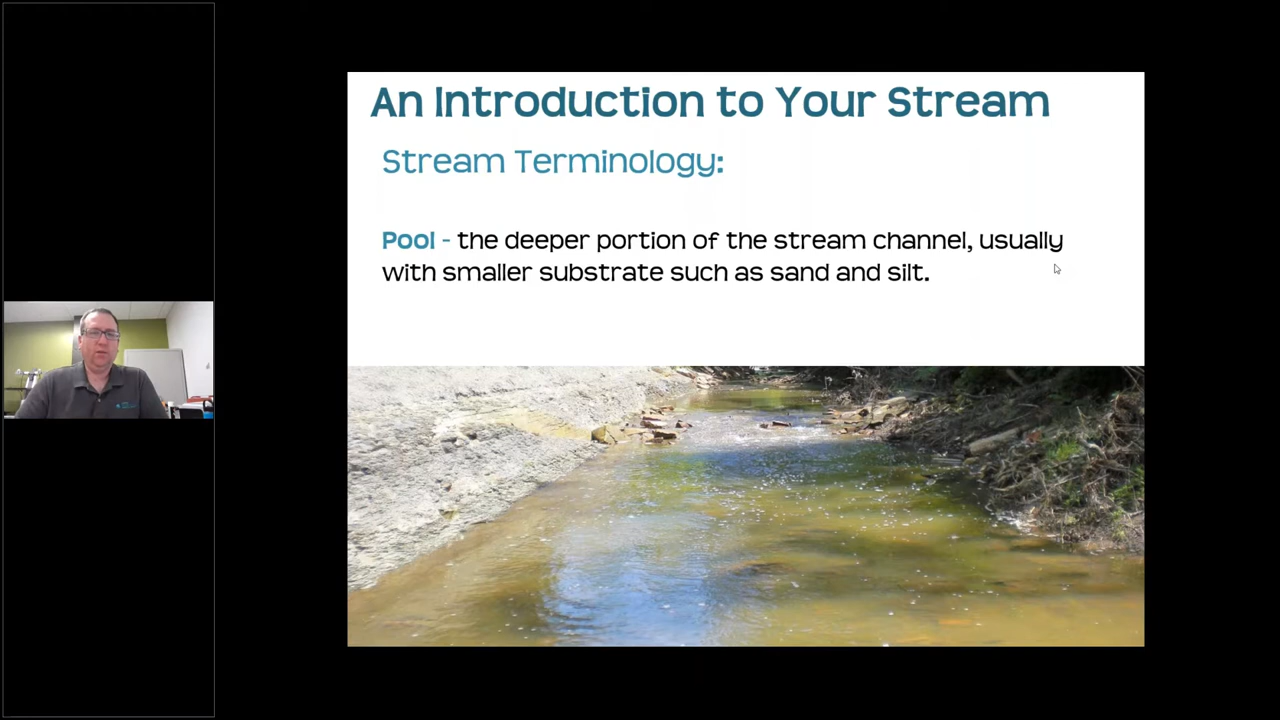 An Introduction to Your Stream
Stream Terminology:
Pool - the deeper portion of the stream channel, usually
with smaller substrate such as sand and silt.